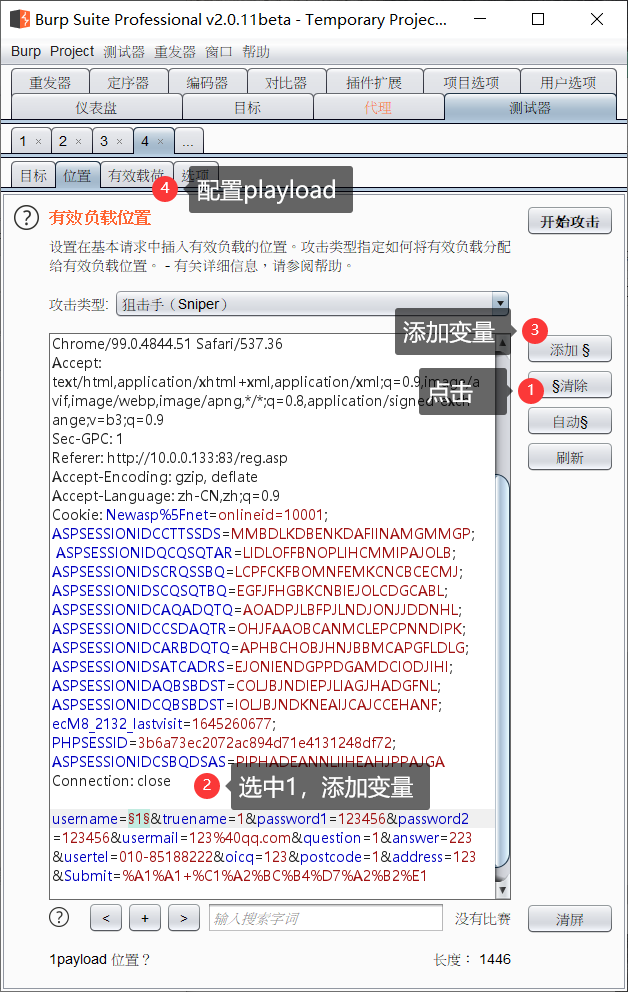 Burp Suite Professional v2.0.11beta - Temporary Projec...
Burp Project 测试器 重发器 窗口 帮助
重发器 定序器 编码器 对比器 插件扩展 项目选项 用户选项
仪表盘 目标 代理 测试器
1 × 2 × 3 × 4 × ...
目标 位置 有效载荷 选项
4 配置playload
? 有效负载位置 开始攻击
设置在基本请求中插入有效负载的位置。攻击类型指定如何将有效负载分配
给有效负载位置。 - 有关详细信息，请参阅帮助。
攻击类型: 狙击手（Sniper）
添加变量 3
添加 §
点击 1
§清除
自动§
刷新
Chrome/99.0.4844.51 Safari/537.36
Accept:
text/html,application/xhtml+xml,application/xml;q=0.9,image/a
vif,image/webp,image/apng,*/*;q=0.8,application/signed-exch
ange;v=b3;q=0.9
Sec-GPC: 1
Referer: http://10.0.0.133:83/reg.asp
Accept-Encoding: gzip, deflate
Accept-Language: zh-CN,zh;q=0.9
Cookie: Newasp%5Fnet=onlineid=10001;
ASPSESSIONIDCCTTSSDS=MMBDLKDBENKDAFIINAMGMMGP;
ASPSESSIONIDQCQSQTAR=LIDLOFFBNOPLIHCMMIPAJOLB;
ASPSESSIONIDSCRQSSBQ=LCPFCKFBOMNFEMKCNCBCECMJ;
ASPSESSIONIDSCQSQTBQ=EGFJFHGBKCNBIEJOLCDGCABL;
ASPSESSIONIDCAQADQTQ=AOADPJLBFPJLNDJONJJDDNHL;
ASPSESSIONIDCCSDAQTR=OHJFAAOBCANMCLEPCPNNDIPK;
ASPSESSIONIDCARBDQTQ=APHBCHOBJHNJBBMCAPGFLDLG;
ASPSESSIONIDSATCADRS=EJONIENDGPPDGAMDCIODJIHI;
ASPSESSIONIDAQBSBDST=COLJBJNDIEPJLIAGJHADGFNL;
ASPSESSIONIDCQBSBDST=IOLJBJNDKNEAIJCAJCCEHANF;
ecM8_2132_lastvisit=1645260677;
PHPSESSID=3b6a73ec2072ac894d71e4131248df72;
ASPSESSIONIDCSBQDSAS=PIPHADEANNLIIHEAHJPPAJGA
Connection: close
2 选中1，添加变量
username=§1§&truename=1&password1=123456&password2
=123456&usermail=123%40qq.com&question=1&answer=223
&usertel=010-85188222&oicq=123&postcode=1&address=123
&Submit=%A1%A1+%C1%A2%BC%B4%D7%A2%B2%E1
? < + > 输入搜索字词 没有比赛 清屏
1payload 位置？ 长度： 1446